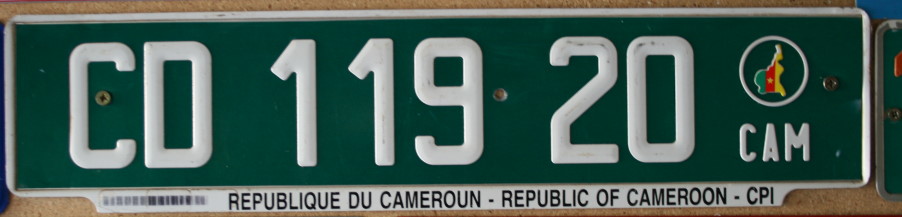 CD 119 20
CAM
REPUBLIQUE DU CAMEROUN - REPUBLIC OF CAMEROON - CPI